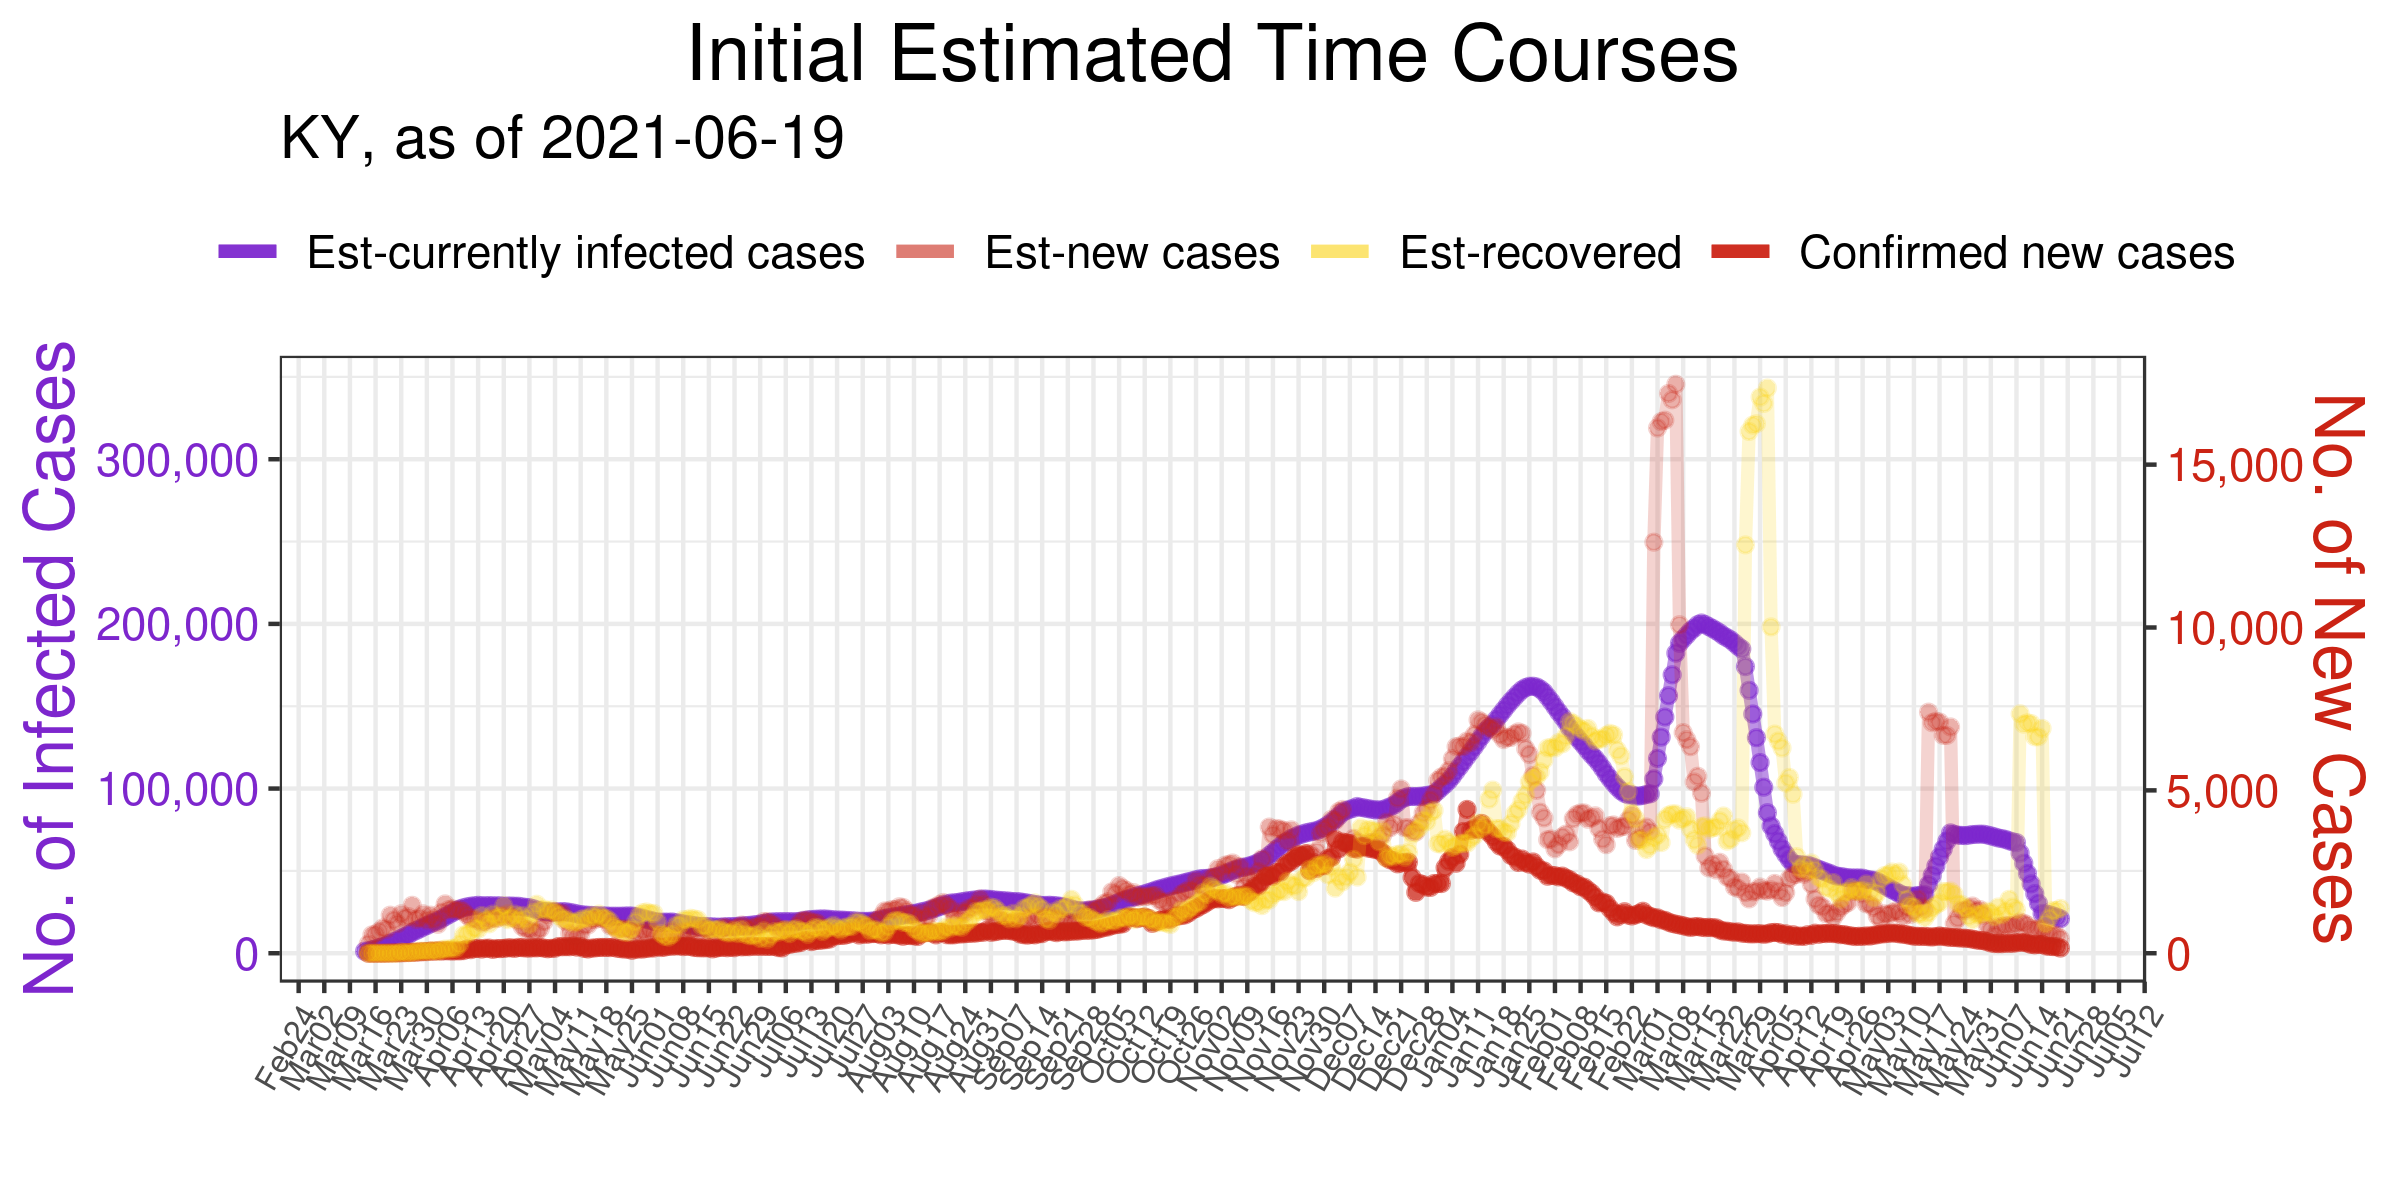 Initial Estimated Time Courses
KY, as of 2021-06-19
Est-currently infected cases
Est-new cases
Est-recovered
Confirmed new cases
No. of Infected Cases
300,000
200,000
100,000
0
15,000
10,000
5,000
0
No. of New Cases
Feb24
Mar02
Mar09
Mar16
Mar23
Mar30
Apr06
Apr13
Apr20
Apr27
May04
May11
May18
May25
Jun01
Jun08
Jun15
Jun22
Jun29
Jul06
Jul13
Jul20
Jul27
Aug03
Aug10
Aug17
Aug24
Aug31
Sep07
Sep14
Sep21
Sep28
Oct05
Oct12
Oct19
Oct26
Nov02
Nov09
Nov16
Nov23
Nov30
Dec07
Dec14
Dec21
Dec28
Jan04
Jan11
Jan18
Jan25
Feb01
Feb08
Feb15
Feb22
Mar01
Mar08
Mar15
Mar22
Mar29
Apr05
Apr12
Apr19
Apr26
May03
May10
May17
May24
May31
Jun07
Jun14
Jun21
Jun28
Jul05
Jul12